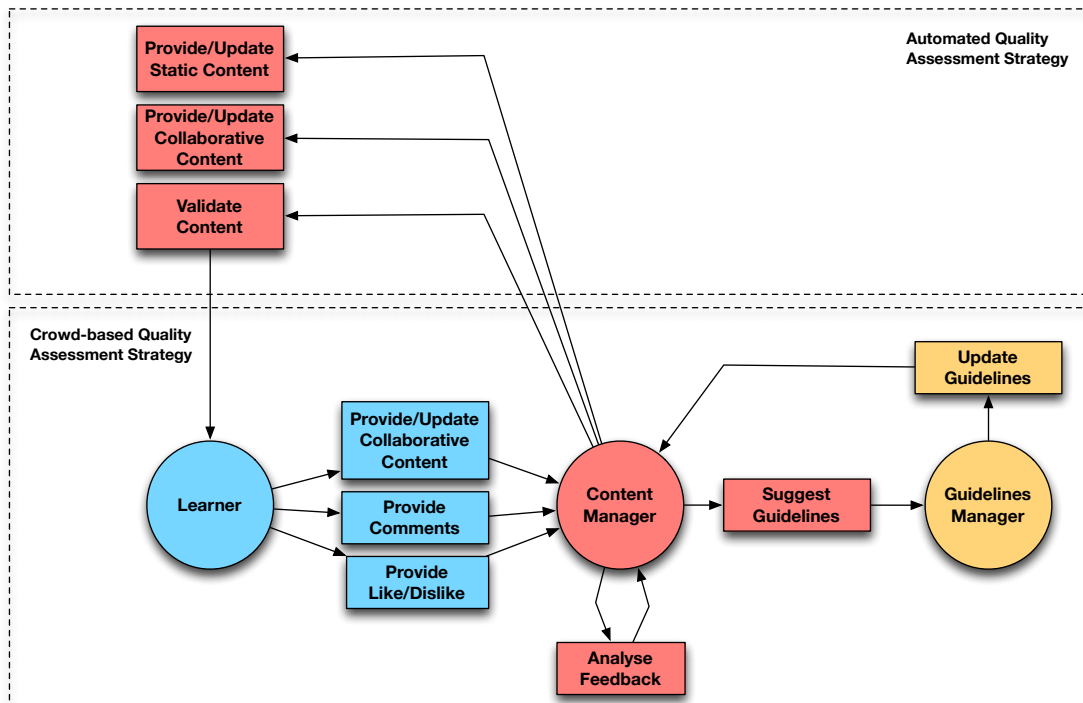 Provide/Update
Static Content
Automated Quality
Assessment Strategy
Provide/Update
Collaborative
Content
Validate
Content
Crowd-based Quality
Assessment Strategy
Update
Guidelines
Provide/Update
Collaborative
Content
Learner
Provide
Comments
Provide
Like/Dislike
Content
Manager
Suggest
Guidelines
Guidelines
Manager
Analyse
Feedback